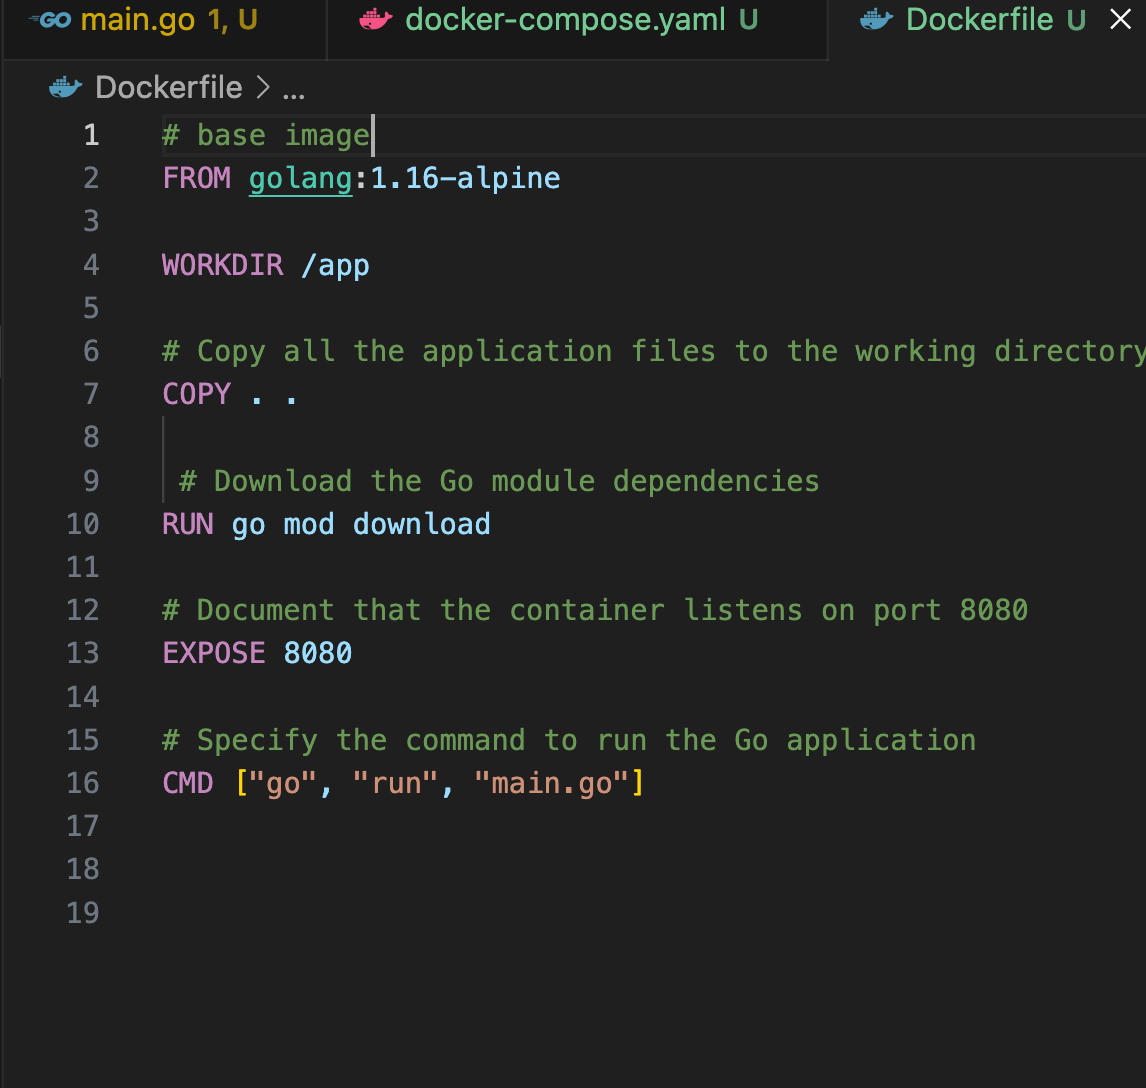 GO main.go 1, U docker-compose.yaml U Dockerfile U
Dockerfile > ...
1 # base image
2 FROM golang:1.16-alpine
3
4 WORKDIR /app
5
6 # Copy all the application files to the working directory
7 COPY . .
8
9 # Download the Go module dependencies
10 RUN go mod download
11
12 # Document that the container listens on port 8080
13 EXPOSE 8080
14
15 # Specify the command to run the Go application
16 CMD ["go", "run", "main.go"]
17
18
19